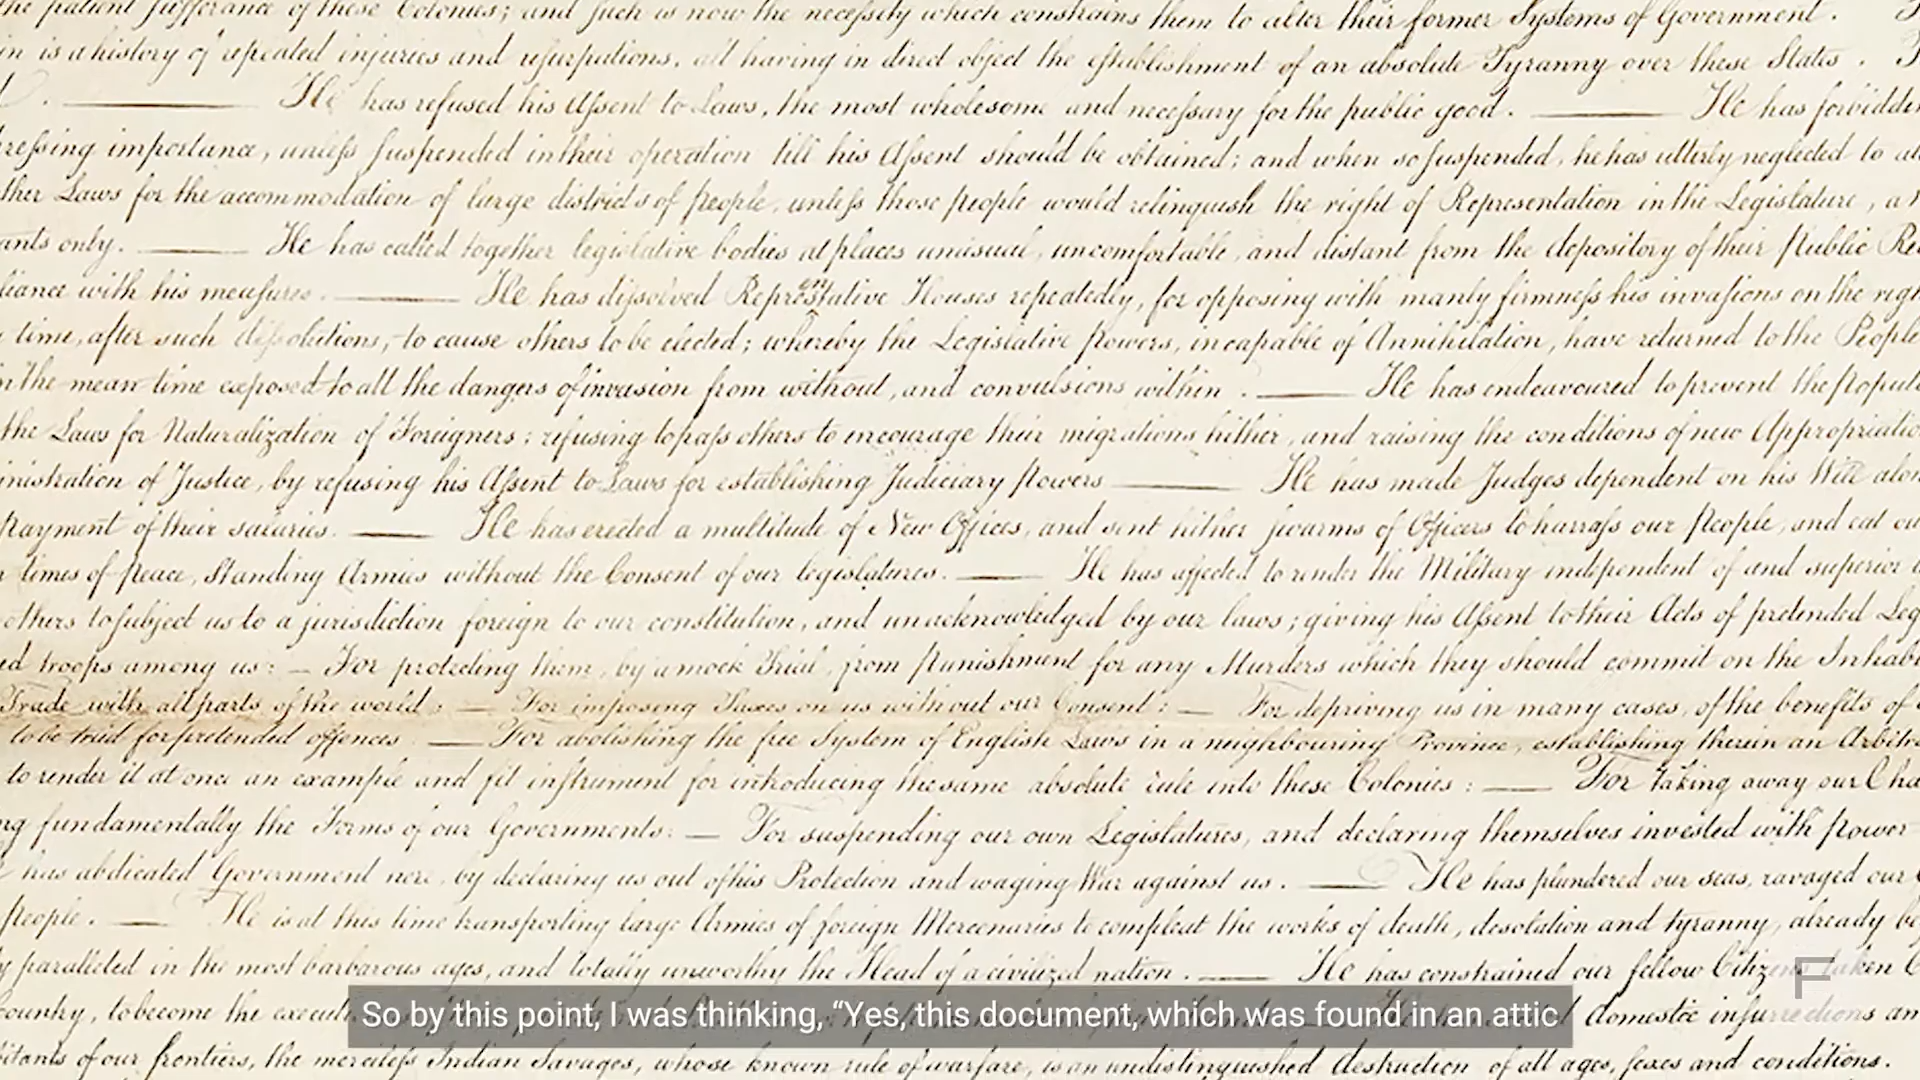 the patient sufferance of these Colonies; and such is now the necessity which constrains them to alter their former Systems of Government.
in is a history of repeated injuries and usurpations, all having in direct object the establishment of an absolute Tyranny over these States.
He has refused his Assent to Laws, the most wholesome and necessary for the public good. He has forbidden
ressing importance, unless suspended in their operation till his Assent should be obtained; and when so suspended, he has utterly neglected to
ther Laws for the accommodation of large districts of people, unless those people would relinquish the right of Representation in the Legislature, a
ants only. He has called together legislative bodies at places unusual, uncomfortable, and distant from the depository of their Public Rec
liance with his measures. He has dissolved Representative Houses repeatedly, for opposing with manly firmness his invasions on the righ
time, after such dissolutions, to cause others to be elected; whereby the Legislative powers, incapable of Annihilation, have returned to the People
in the mean time exposed to all the dangers of invasion from without, and convulsions within. He has endeavoured to prevent the popula
the Laws for Naturalization of Foreigners; refusing to pass others to encourage their migrations hither, and raising the conditions of new Appropriatio
inistration of Justice, by refusing his Assent to Laws for establishing Judiciary powers He has made Judges dependent on his Will alon
payment of their salaries. He has erected a multitude of New Offices, and sent hither swarms of Officers to harrass our people, and eat ou
times of peace, Standing Armies without the Consent of our legislatures. He has affected to render the Military independent of and superior
others to subject us to a jurisdiction foreign to our constitution, and unacknowledged by our laws; giving his Assent to their Acts of pretended Leg
ed troops among us: — For protecting them, by a mock Trial, from punishment for any Murders which they should commit on the Inhabi
Trade with all parts of the world: — For imposing Taxes on us without our Consent: — For depriving us in many cases, of the benefits of
to be tried for pretended offences — For abolishing the free System of English Laws in a neighbouring Province, establishing therein an Arbitra
to render it at once an example and fit instrument for introducing the same absolute rule into these Colonies: — For taking away our Cha
ng fundamentally the Forms of our Governments: — For suspending our own Legislatures, and declaring themselves invested with power
has abdicated Government here, by declaring us out of his Protection and waging War against us. He has plundered our seas, ravaged our
people. — He is at this time transporting large Armies of foreign Mercenaries to compleat the works of death, desolation and tyranny, already be
y paralleled in the most barbarous ages, and totally unworthy the Head of a civilized nation. He has constrained our fellow Citizens taken
country, to become the domestic insurrections
So by this point, I was thinking, “Yes, this document, which was found in an attic
bitants of our frontiers, the merciless Indian Savages, whose known rule of warfare, is an undistinguished destruction of all ages, sexes and conditions.
F